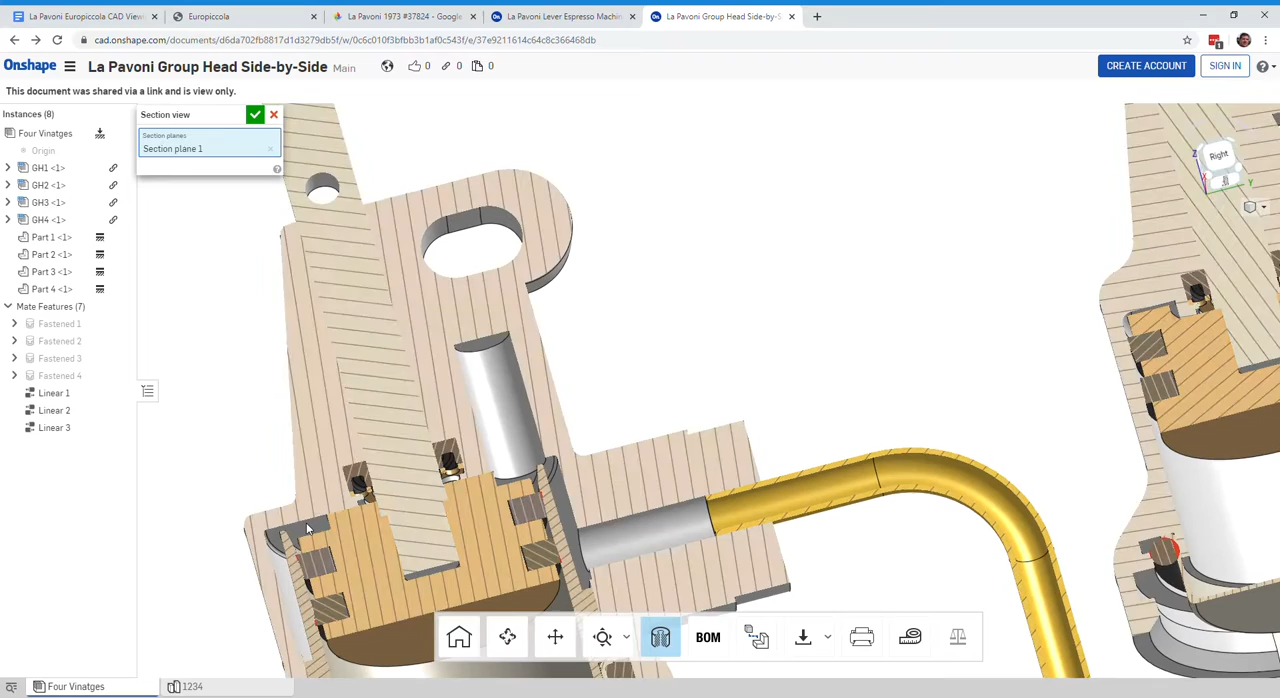 La Pavoni Europiccola CAD View
Europiccola
La Pavoni 1973 #37824 - Google
La Pavoni Lever Espresso Machin
La Pavoni Group Head Side-by-S
cad.onshape.com/documents/d6da702fb8817d1d3279db5f/w/0c6c010f3bfbb3b1af0c543f/e/37e9211614c64c8c366468db
Onshape
La Pavoni Group Head Side-by-Side
Main
0
0
0
CREATE ACCOUNT
SIGN IN
This document was shared via a link and is view only.
Instances (8)
Four Vinatges
Origin
GH1 <1>
GH2 <1>
GH3 <1>
GH4 <1>
Part 1 <1>
Part 2 <1>
Part 3 <1>
Part 4 <1>
Mate Features (7)
Fastened 1
Fastened 2
Fastened 3
Fastened 4
Linear 1
Linear 2
Linear 3
Section view
Section planes
Section plane 1
Right
Z
Y
BOM
Four Vinatges
1234